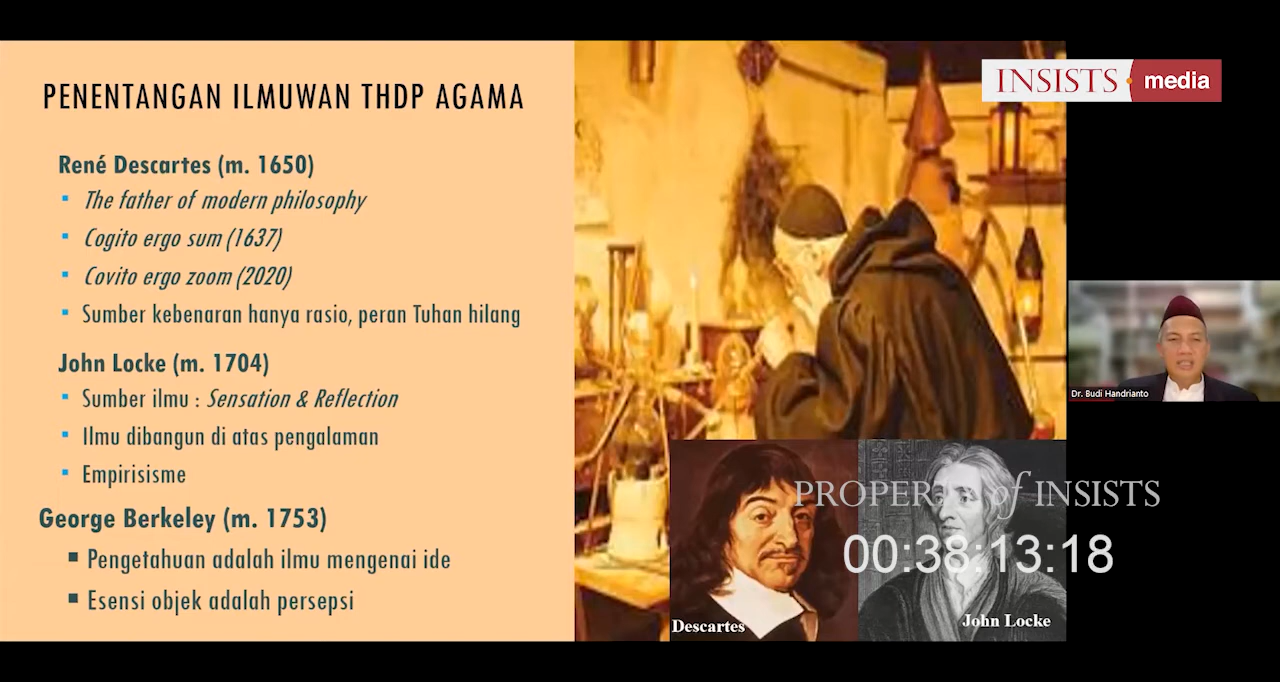 PENENTANGAN ILMUWAN THDP AGAMA
René Descartes (m. 1650)
▪ The father of modern philosophy
▪ Cogito ergo sum (1637)
▪ Covito ergo zoom (2020)
▪ Sumber kebenaran hanya rasio, peran Tuhan hilang
John Locke (m. 1704)
▪ Sumber ilmu : Sensation & Reflection
▪ Ilmu dibangun di atas pengalaman
▪ Empirisisme
George Berkeley (m. 1753)
▪ Pengetahuan adalah ilmu mengenai ide
▪ Esensi objek adalah persepsi
INSISTS media
Dr. Budi Handrianto
PROPERTY of INSISTS
00:38:13:18
Descartes
John Locke